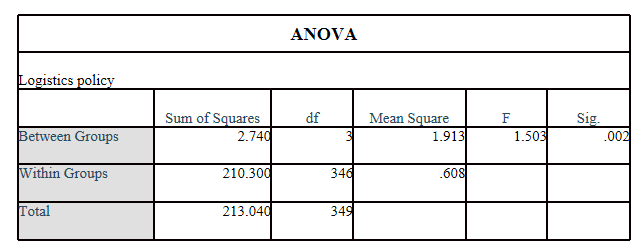 ANOVA
Logistics policy
Sum of Squares df Mean Square F Sig.
Between Groups 2.740 3 1.913 1.503 .002
Within Groups 210.300 346 .608
Total 213.040 349